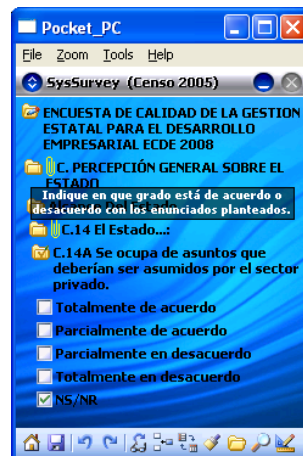 Pocket_PC
File Zoom Tools Help
SysSurvey (Censo 2005)
ENCUESTA DE CALIDAD DE LA GESTION
ESTATAL PARA EL DESARROLLO
EMPRESARIAL ECDE 2008
C. PERCEPCIÓN GENERAL SOBRE EL
ESTADO
Indique en que grado está de acuerdo o
desacuerdo con los enunciados planteados.
C.14 El Estado...:
C.14A Se ocupa de asuntos que
deberían ser asumidos por el sector
privado.
Totalmente de acuerdo
Parcialmente de acuerdo
Parcialmente en desacuerdo
Totalmente en desacuerdo
NS/NR